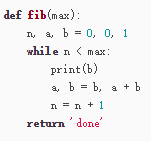 def fib(max):
    n, a, b = 0, 0, 1
    while n < max:
        print(b)
        a, b = b, a + b
        n = n + 1
    return 'done'